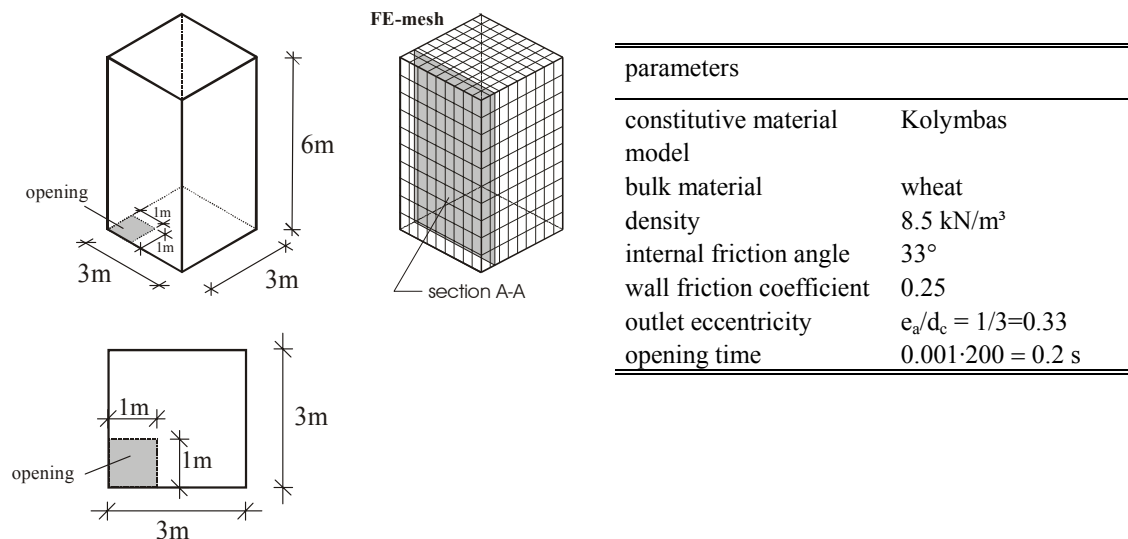 FE-mesh
6m
opening
1m
1m
3m
3m
section A-A
1m
3m
1m
opening
3m
parameters
constitutive material Kolymbas
model
bulk material wheat
density 8.5 kN/m³
internal friction angle 33°
wall friction coefficient 0.25
outlet eccentricity eₐ/d꜀ = 1/3=0.33
opening time 0.001·200 = 0.2 s